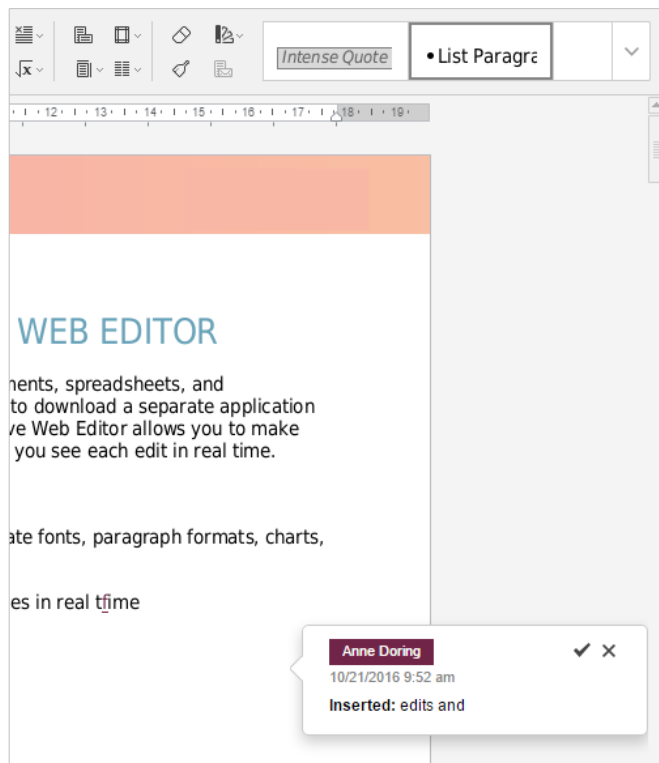 Intense Quote
• List Paragra
12 13 14 15 16 17 18 19
WEB EDITOR
nents, spreadsheets, and
to download a separate application
ve Web Editor allows you to make
you see each edit in real time.
ate fonts, paragraph formats, charts,
es in real tfime
Anne Doring
10/21/2016 9:52 am
Inserted: edits and